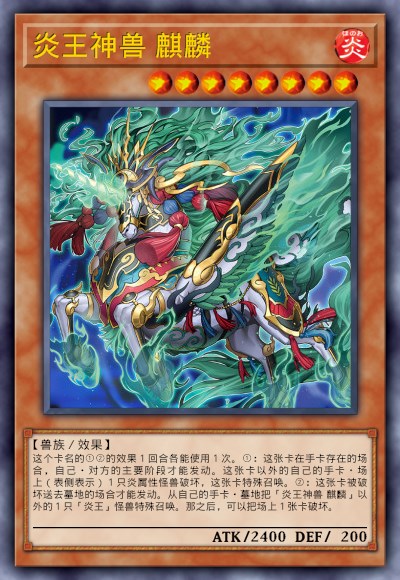 炎王神兽 麒麟
ほのお
炎
【兽族/效果】
这个卡名的①②的效果1回合各能使用1次。①：这张卡在手卡存在的场
合，自己·对方的主要阶段才能发动。这张卡以外的自己的手卡·场
上（表侧表示）1只炎属性怪兽破坏，这张卡特殊召唤。②：这张卡被破
坏送去墓地的场合才能发动。从自己的手卡·墓地把「炎王神兽 麒麟」以
外的1只「炎王」怪兽特殊召唤。那之后，可以把场上1张卡破坏。
ATK/2400 DEF/ 200